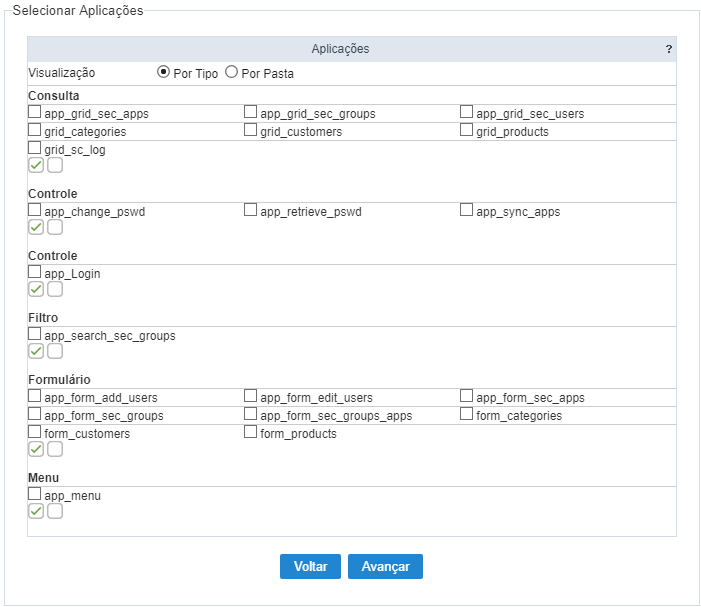 Selecionar Aplicações
Aplicações ?
Visualização Por Tipo Por Pasta
Consulta
app_grid_sec_apps app_grid_sec_groups app_grid_sec_users
grid_categories grid_customers grid_products
grid_sc_log
Controle
app_change_pswd app_retrieve_pswd app_sync_apps
Controle
app_Login
Filtro
app_search_sec_groups
Formulário
app_form_add_users app_form_edit_users app_form_sec_apps
app_form_sec_groups app_form_sec_groups_apps form_categories
form_customers form_products
Menu
app_menu
Voltar Avançar